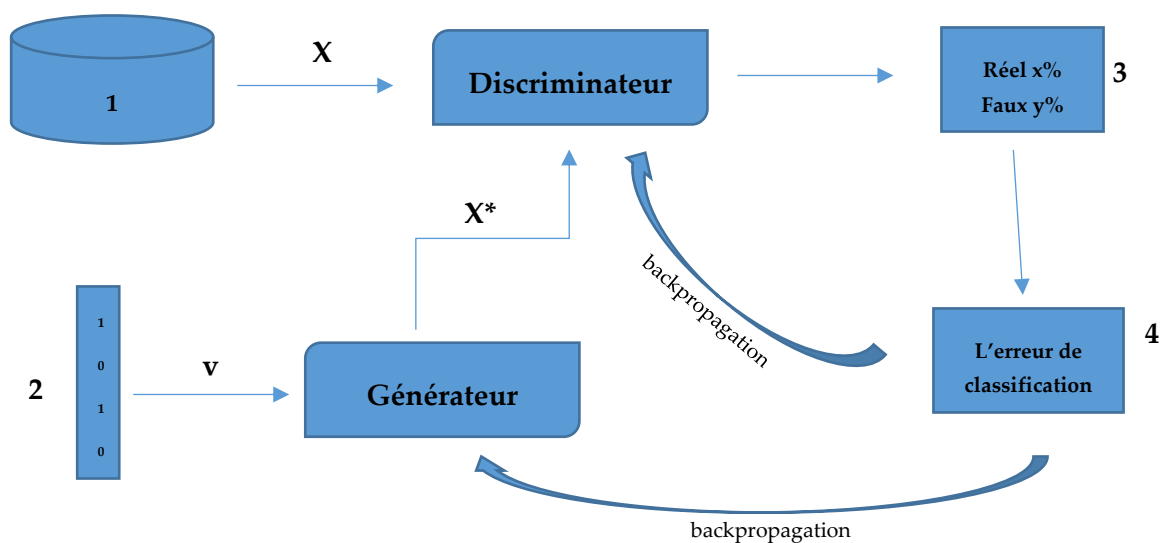 1
X
Discriminateur
Réel x%
Faux y%
3
X*
backpropagation
2
1
0
1
0
v
Générateur
L'erreur de
classification
4
backpropagation